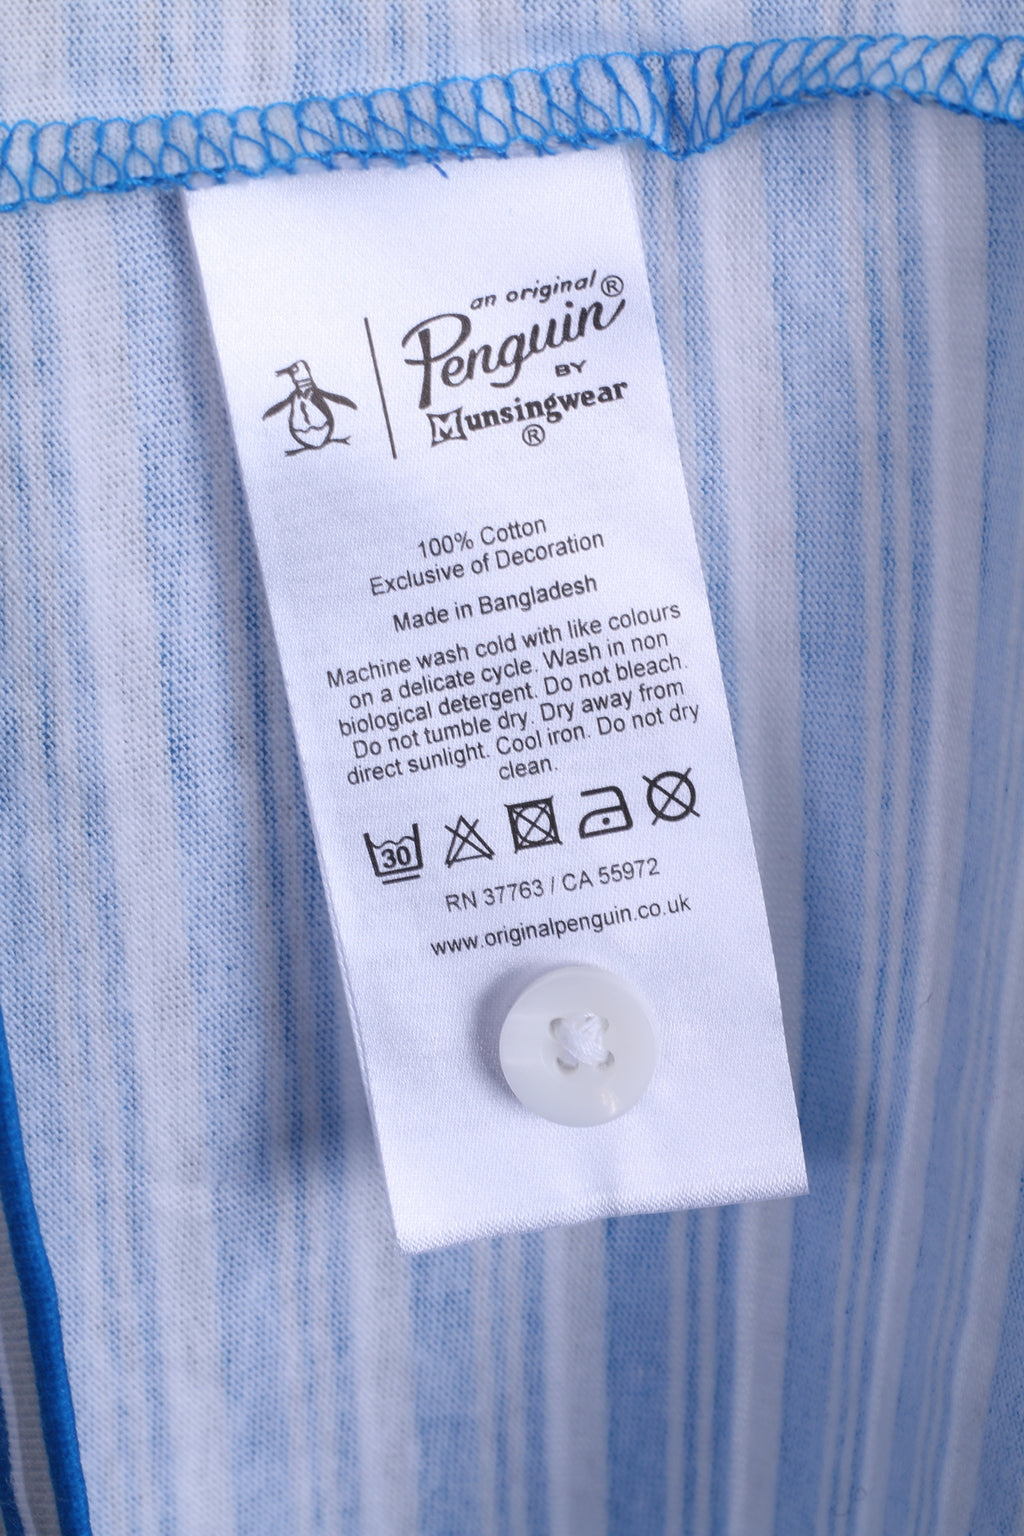 an original ®
Penguin
BY
Munsingwear
®
100% Cotton
Exclusive of Decoration
Made in Bangladesh
Machine wash cold with like colours
on a delicate cycle. Wash in non
biological detergent. Do not bleach.
Do not tumble dry. Dry away from
direct sunlight. Cool iron. Do not dry
clean.
30
RN 37763 / CA 55972
www.originalpenguin.co.uk